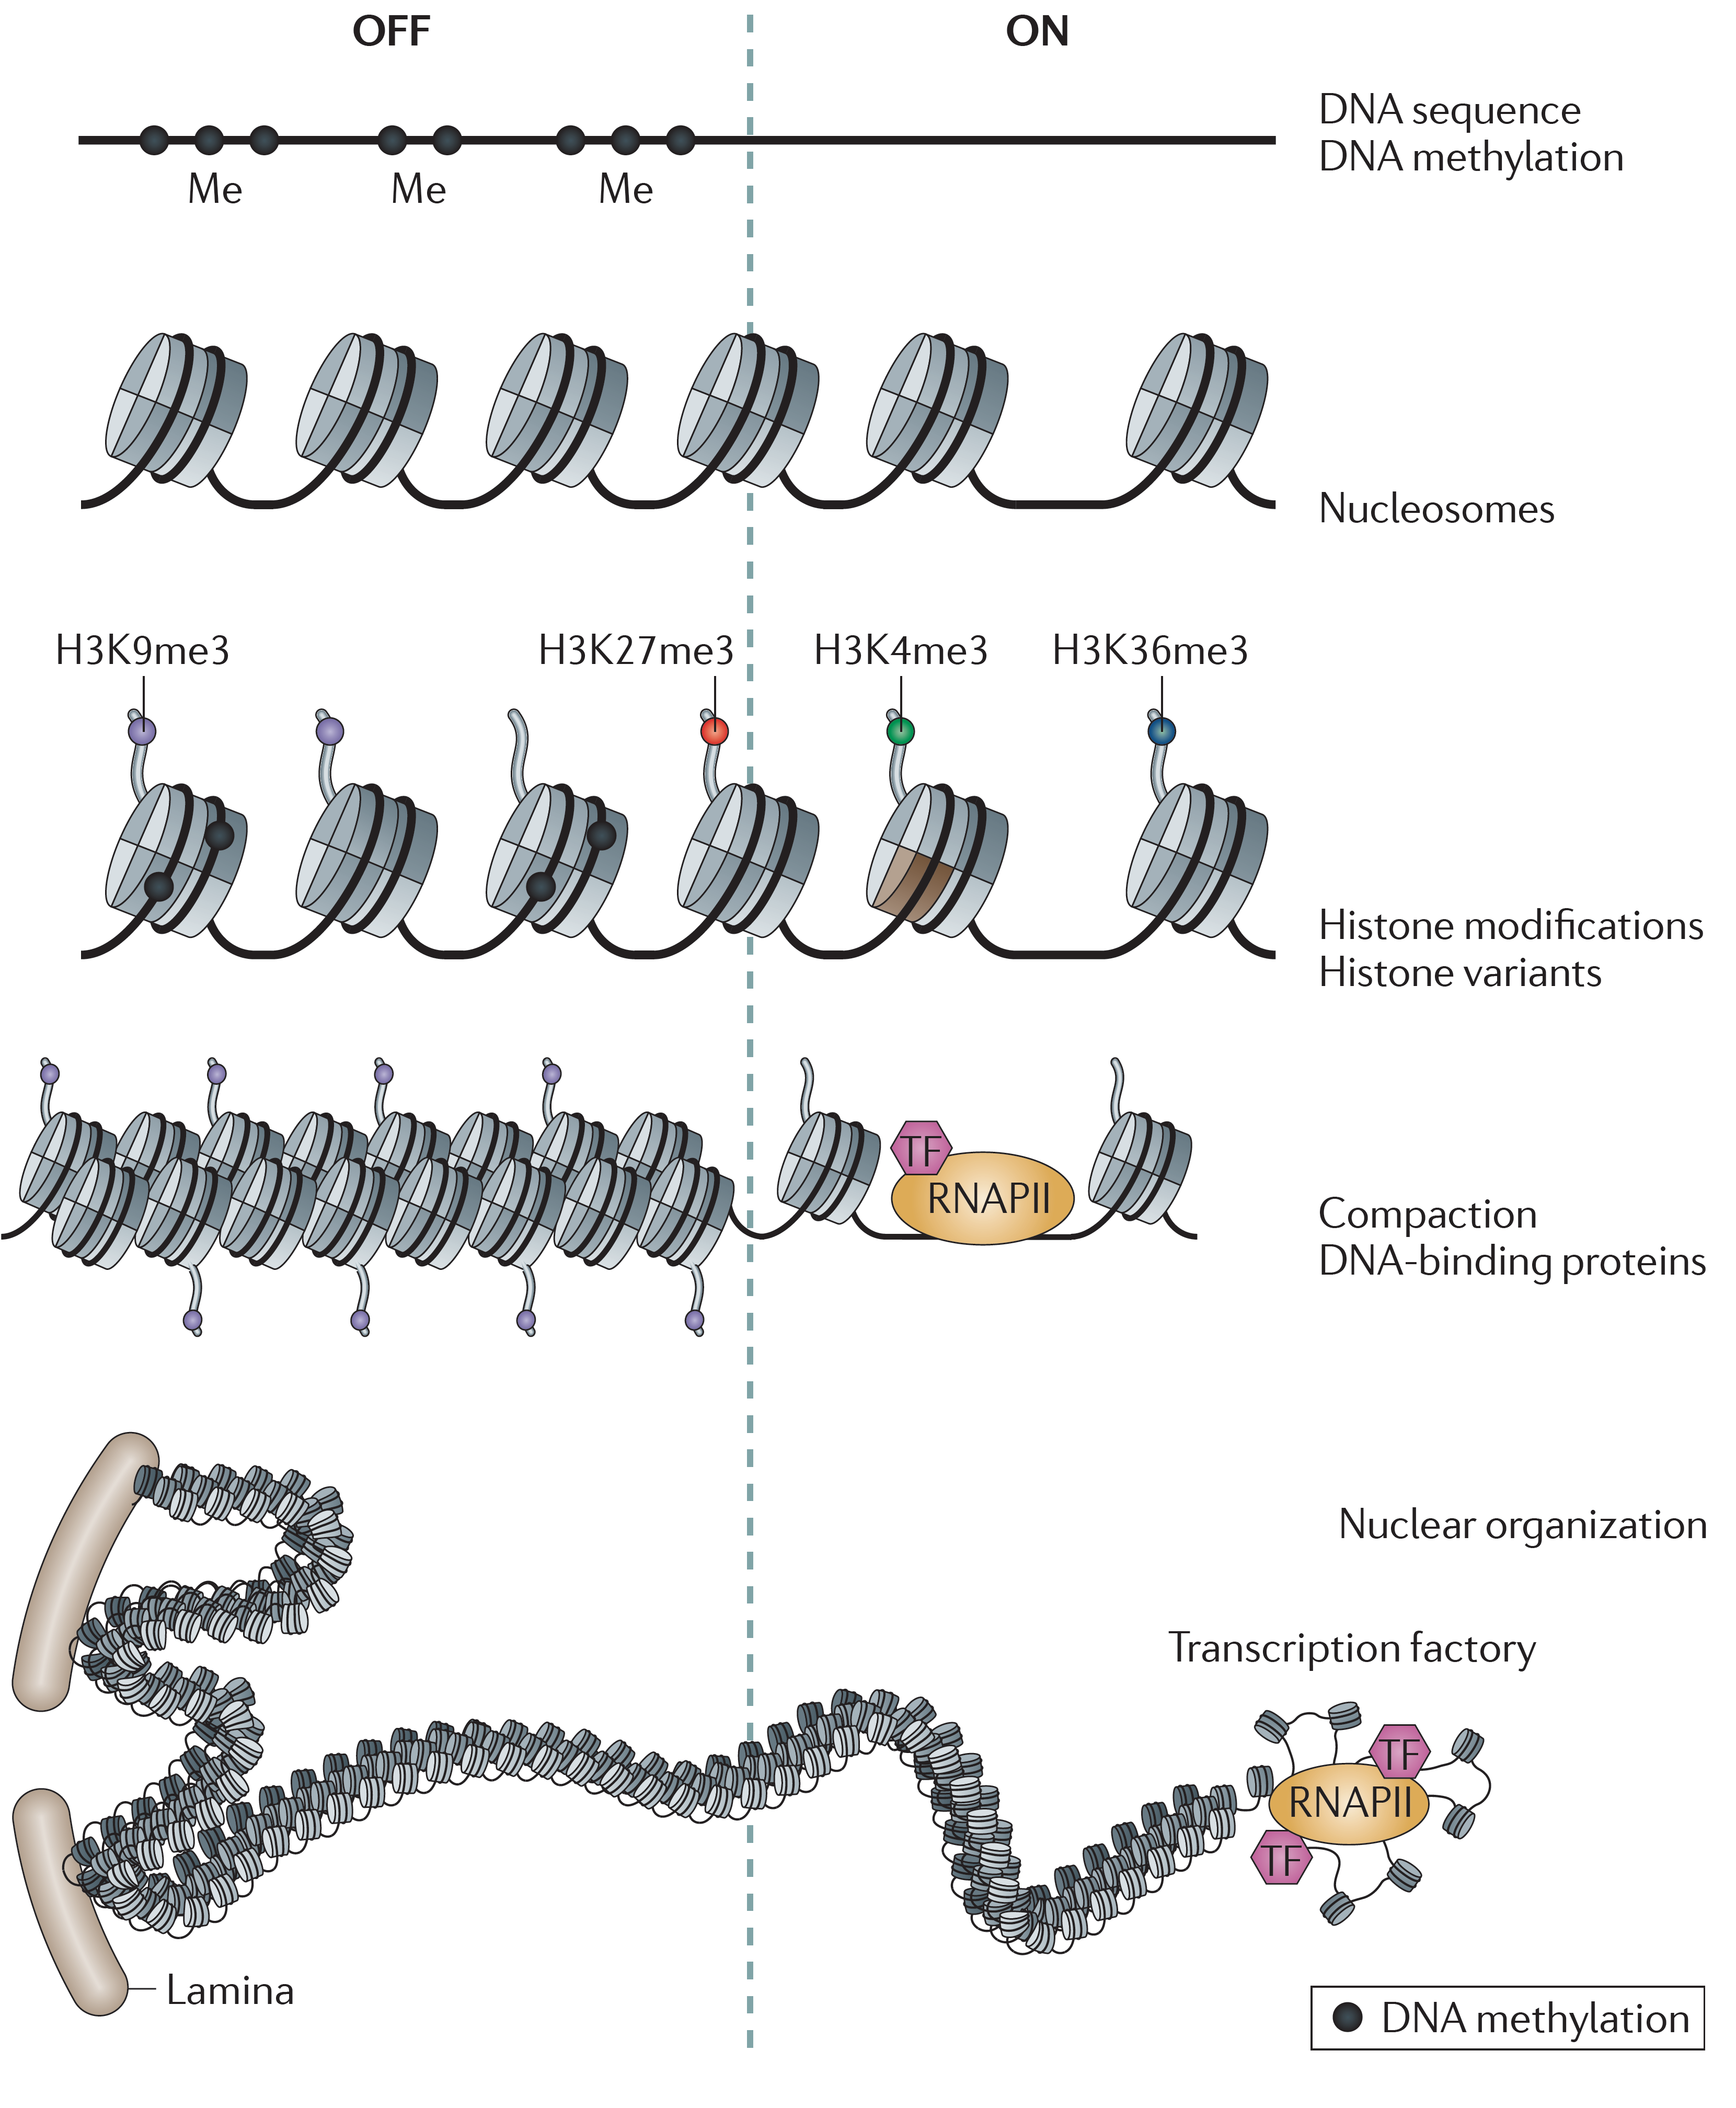 OFF
ON
DNA sequence
DNA methylation
Me
Me
Me
Nucleosomes
H3K9me3
H3K27me3
H3K4me3
H3K36me3
Histone modifications
Histone variants
TF
RNAPII
Compaction
DNA-binding proteins
Nuclear organization
Transcription factory
TF
RNAPII
TF
Lamina
DNA methylation